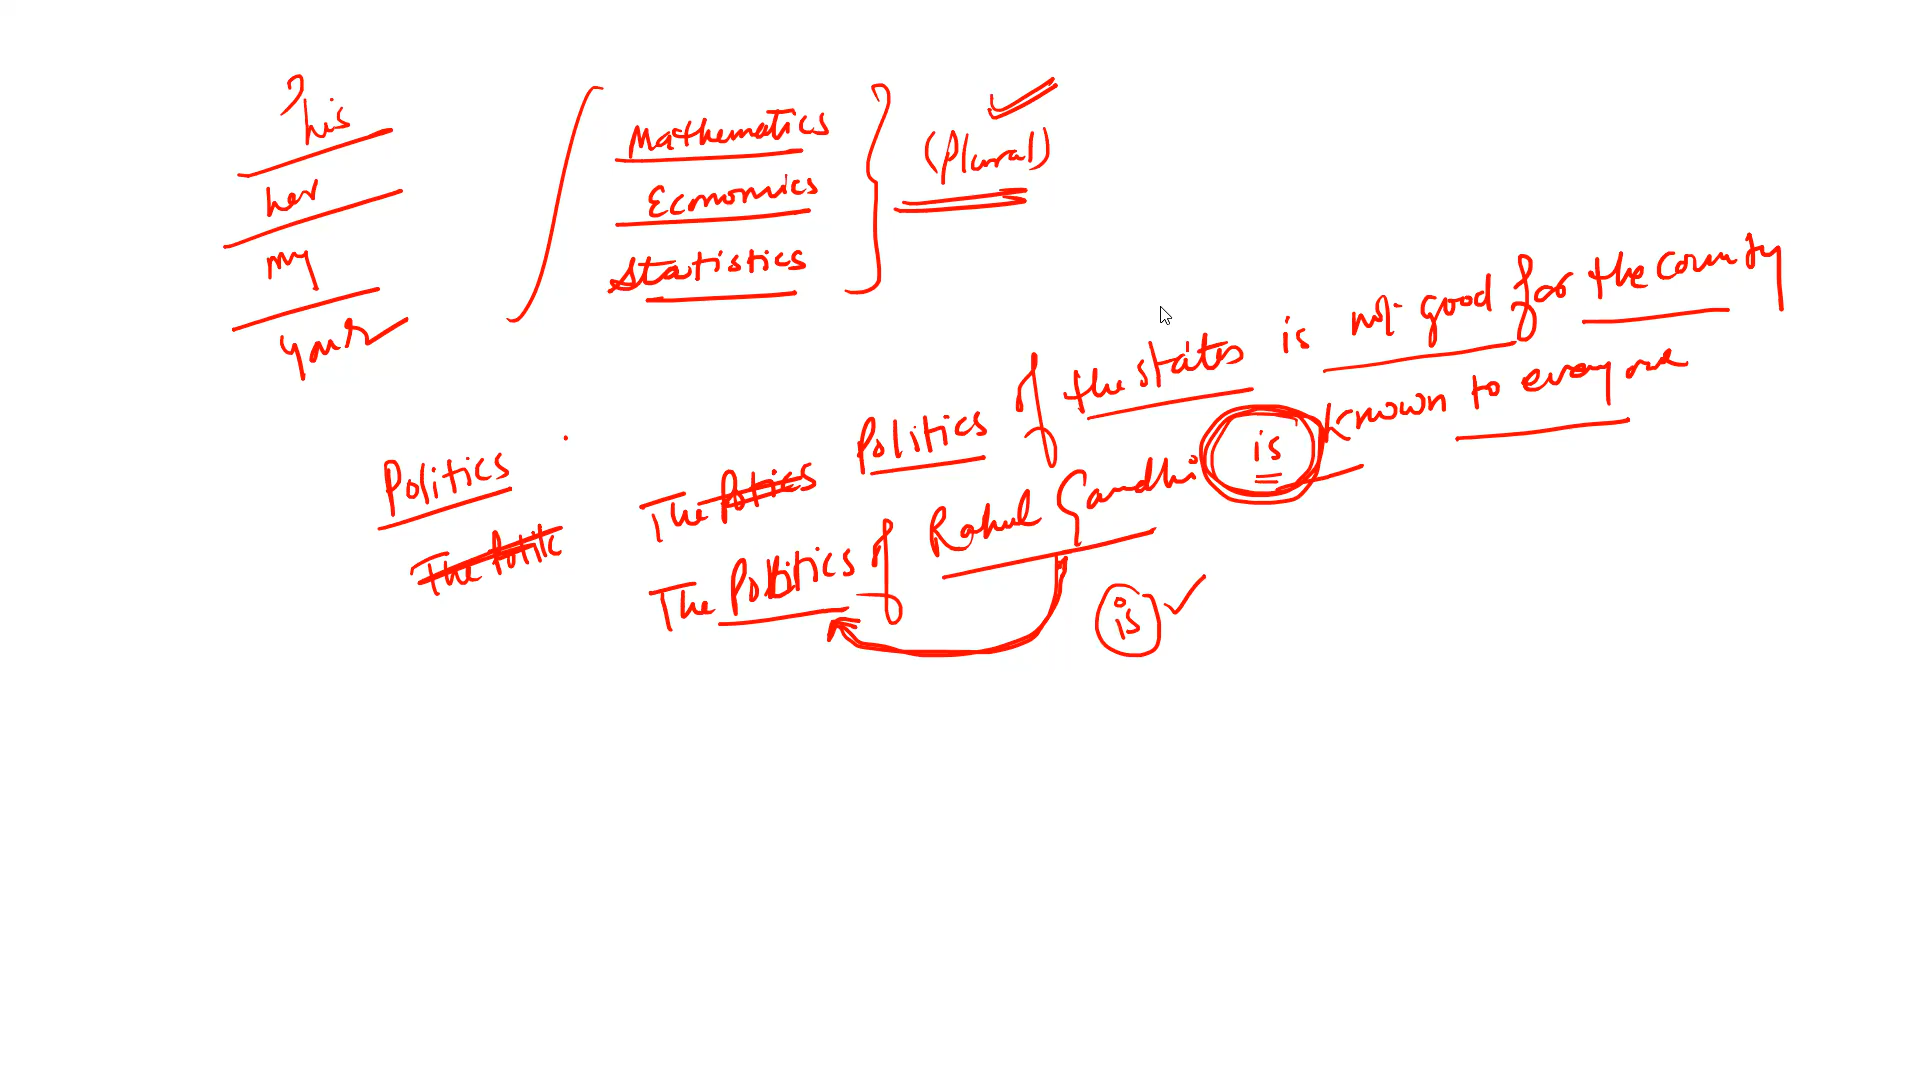 his
her
my
your
Mathematics
Economics
Statistics
(Plural)
Politics
The Politic
The Potics Politics of the states is not good for the country
The Politics of Rahul Gandhi is known to everyone
is